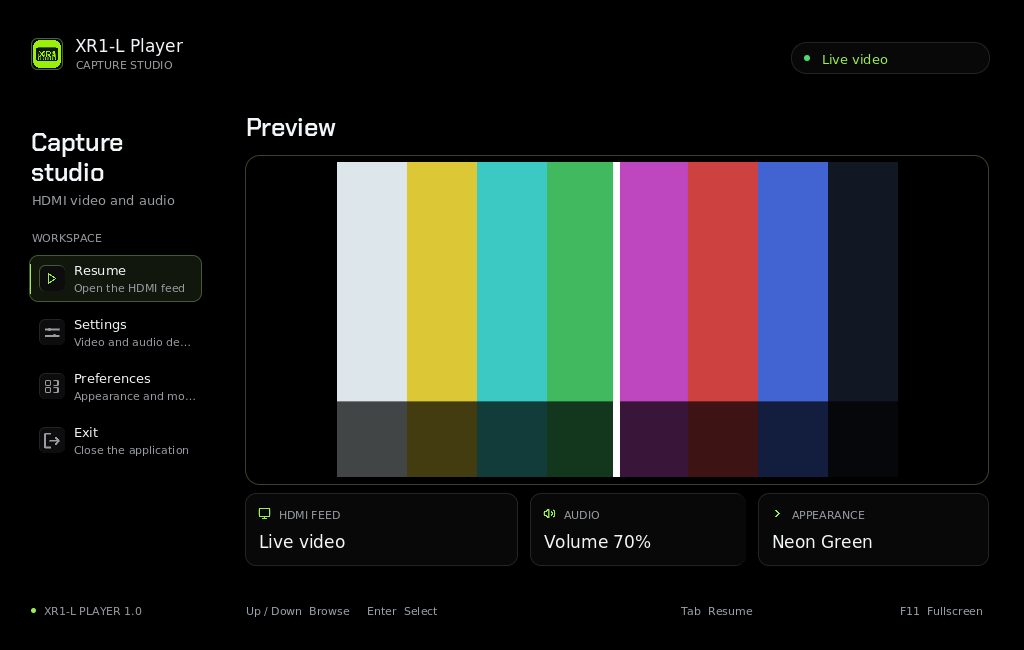 XR1-L Player
CAPTURE STUDIO
Live video
Capture
studio
HDMI video and audio
WORKSPACE
Resume
Open the HDMI feed
Settings
Video and audio de...
Preferences
Appearance and mo...
Exit
Close the application
Preview
HDMI FEED
Live video
AUDIO
Volume 70%
APPEARANCE
Neon Green
XR1-L PLAYER 1.0
Up / Down Browse Enter Select
Tab Resume
F11 Fullscreen